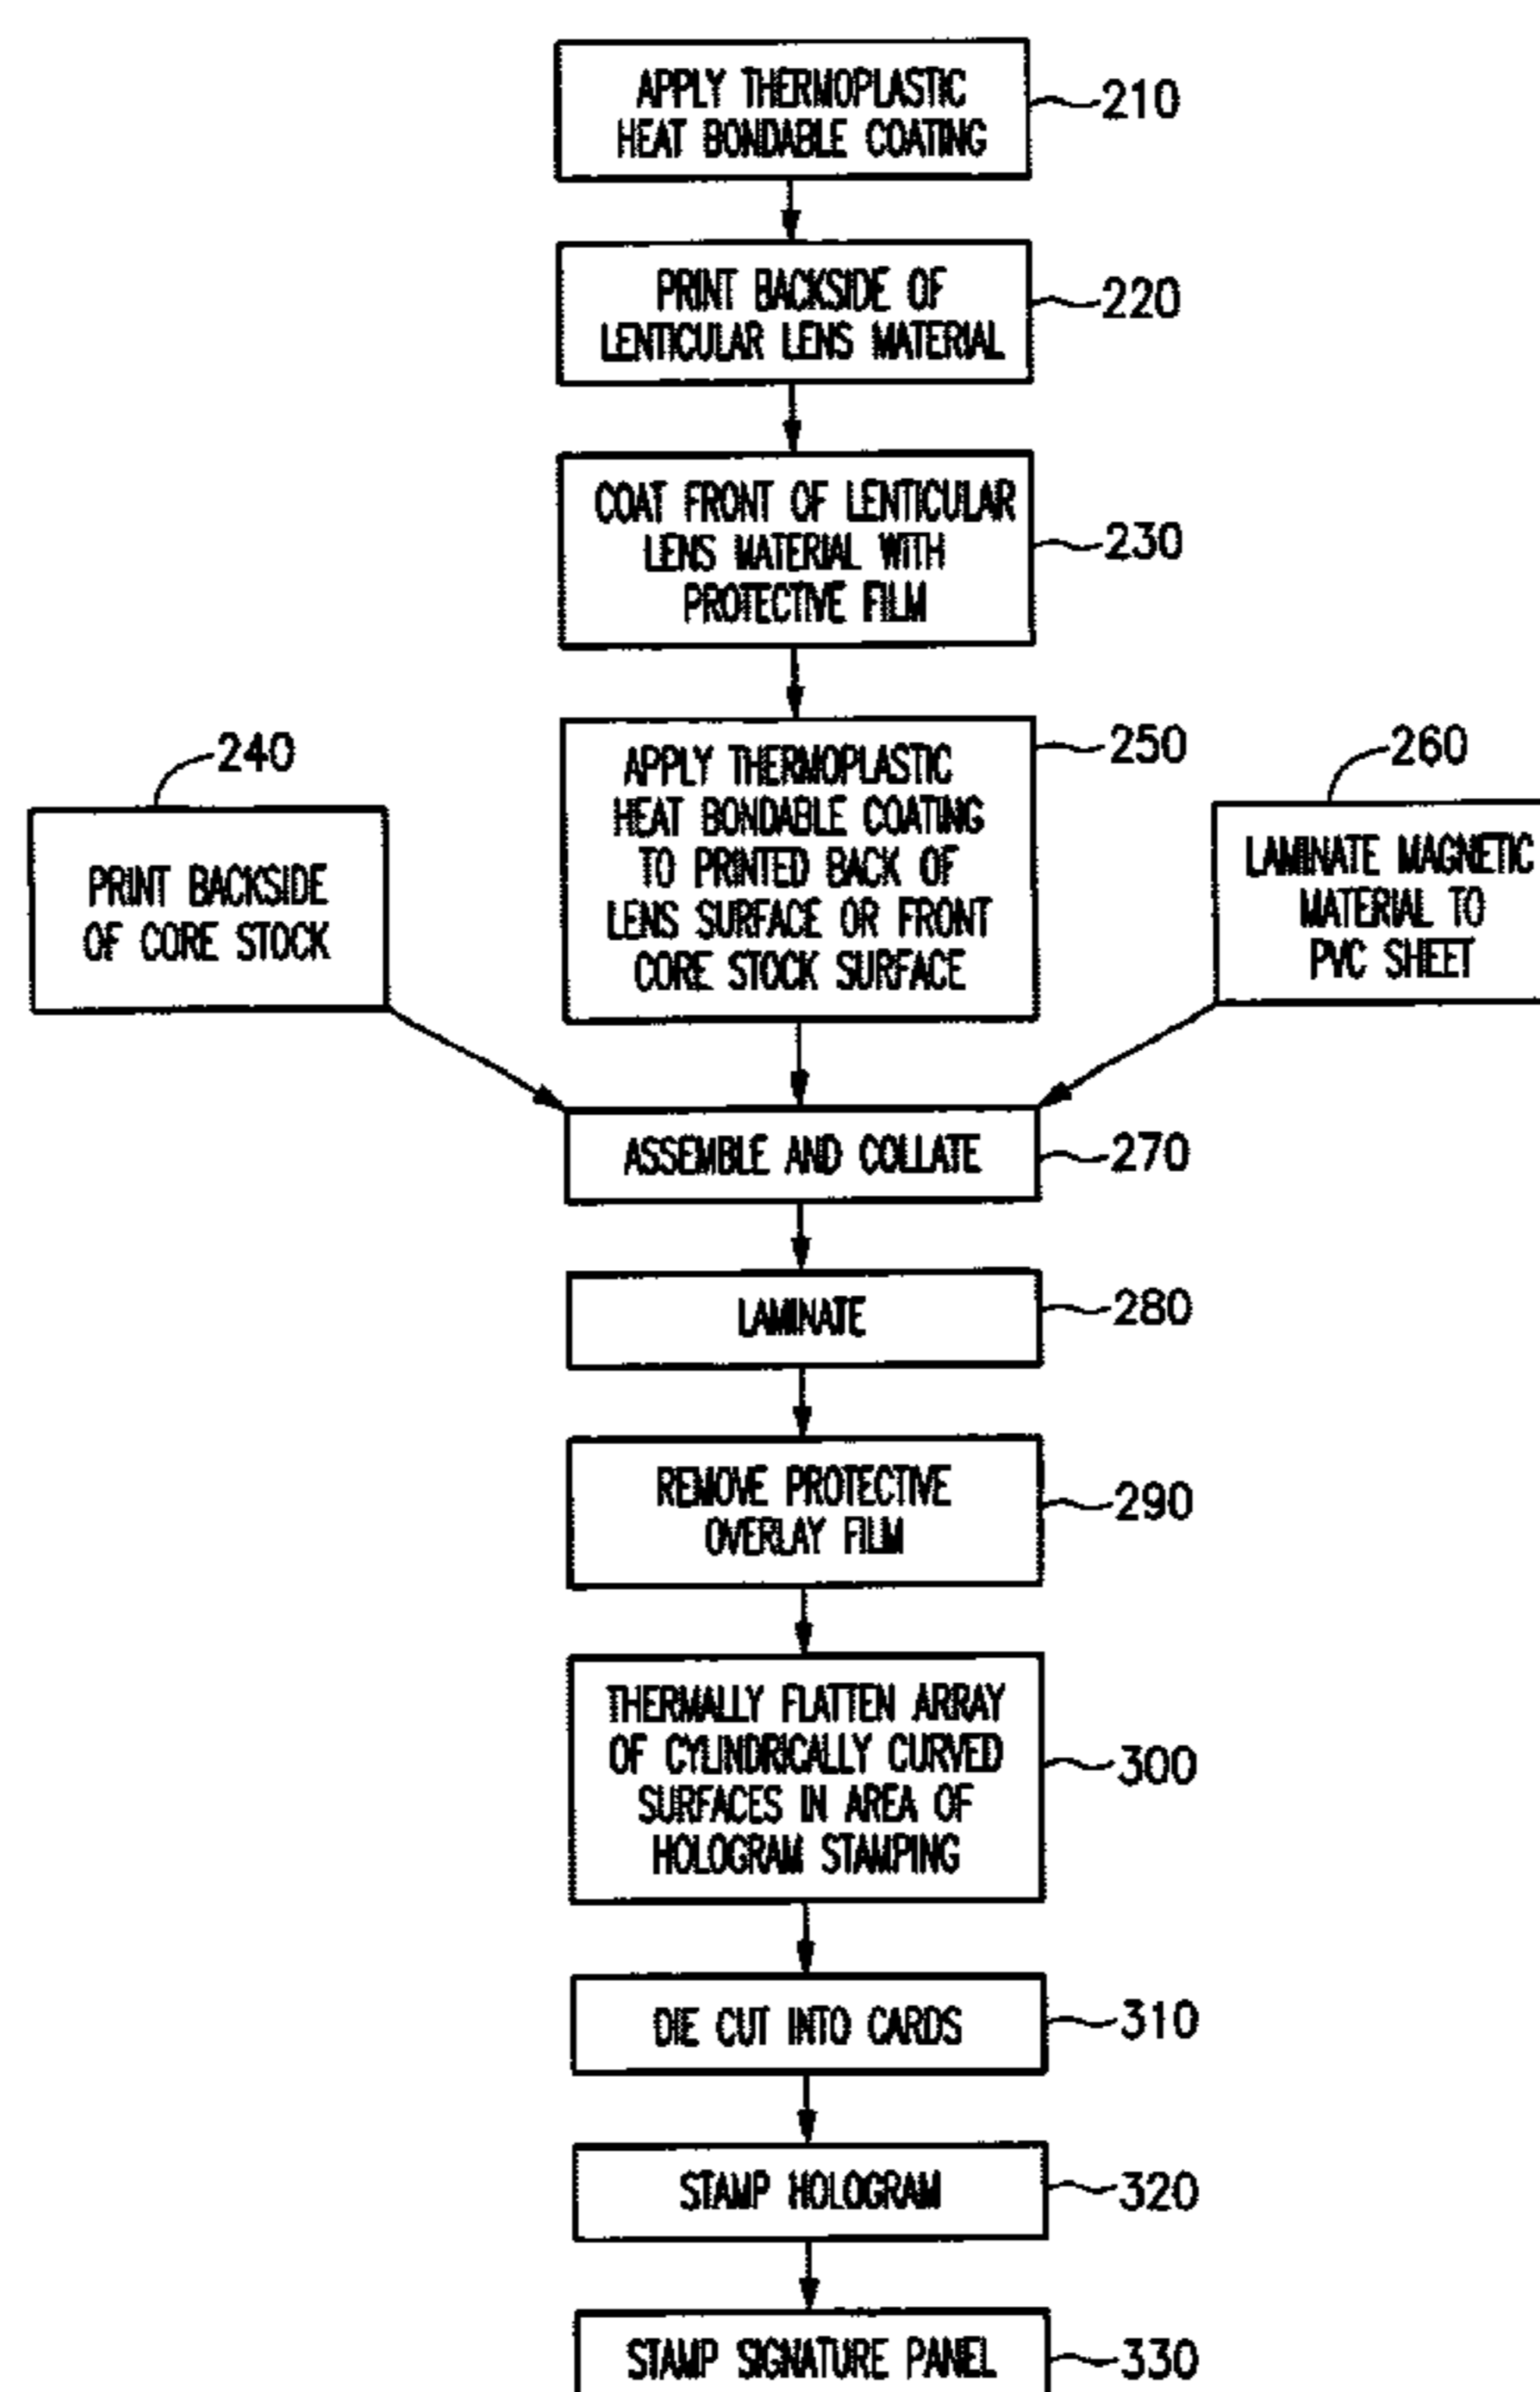 APPLY THERMOPLASTIC
HEAT BONDABLE COATING
210
PRINT BACKSIDE OF
LENTICULAR LENS MATERIAL
220
COAT FRONT OF LENTICULAR
LENS MATERIAL WITH
PROTECTIVE FILM
230
240
PRINT BACKSIDE
OF CORE STOCK
APPLY THERMOPLASTIC
HEAT BONDABLE COATING
TO PRINTED BACK OF
LENS SURFACE OR FRONT
CORE STOCK SURFACE
250
260
LAMINATE MAGNETIC
MATERIAL TO
PVC SHEET
ASSEMBLE AND COLLATE
270
LAMINATE
280
REMOVE PROTECTIVE
OVERLAY FILM
290
THERMALLY FLATTEN ARRAY
OF CYLINDRICALLY CURVED
SURFACES IN AREA OF
HOLOGRAM STAMPING
300
DIE CUT INTO CARDS
310
STAMP HOLOGRAM
320
STAMP SIGNATURE PANEL
330